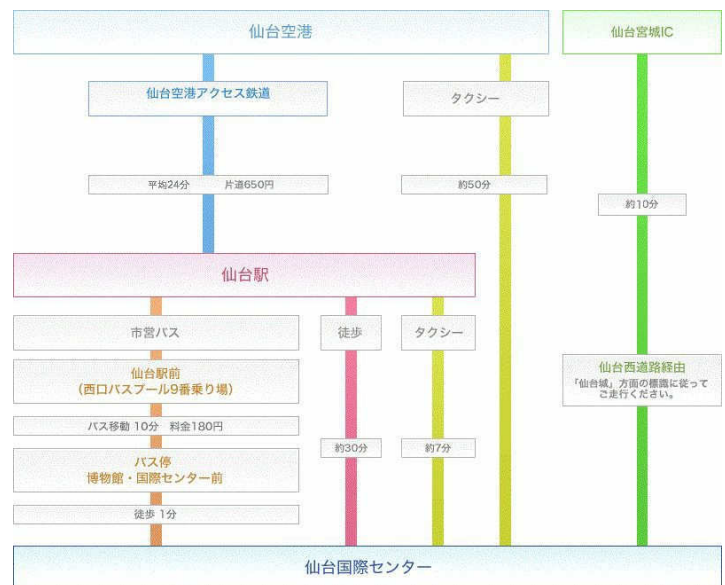 仙台空港
仙台宮城IC
仙台空港アクセス鉄道
タクシー
平均24分 片道650円
約50分
約10分
仙台駅
市営バス
徒歩
タクシー
仙台駅前
（西口バスプール9番乗り場）
仙台西道路経由
「仙台城」方面の標識に従って
ご走行ください。
バス移動 10分 料金180円
約30分
約7分
バス停
博物館・国際センター前
徒歩 1分
仙台国際センター